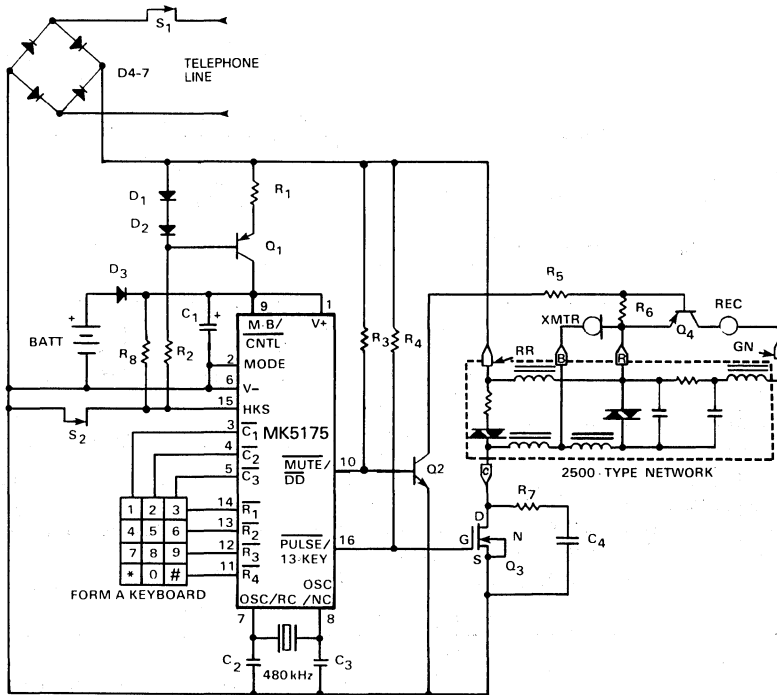 S1
D4-7
TELEPHONE
LINE
D1
D2
R1
Q1
D3
+
BATT
R8
C1 +
R2
9
M-B/
CNTL
1
V+
2 MODE
6 V–
15 HKS
S2
MK5175
3 C1
4 C2
5 C3
14 R1
13 R2
12 R3
11 R4
MUTE/
DD
10
PULSE/
13-KEY
16
OSC
OSC/RC /NC
7
8
1 2 3
4 5 6
7 8 9
* 0 #
FORM A KEYBOARD
C2
480 kHz
C3
R3
R4
Q2
R5
R6
XMTR
Q4
REC
GN
RR
B
R
C
2500-TYPE NETWORK
D
G
S
N
Q3
R7
C4